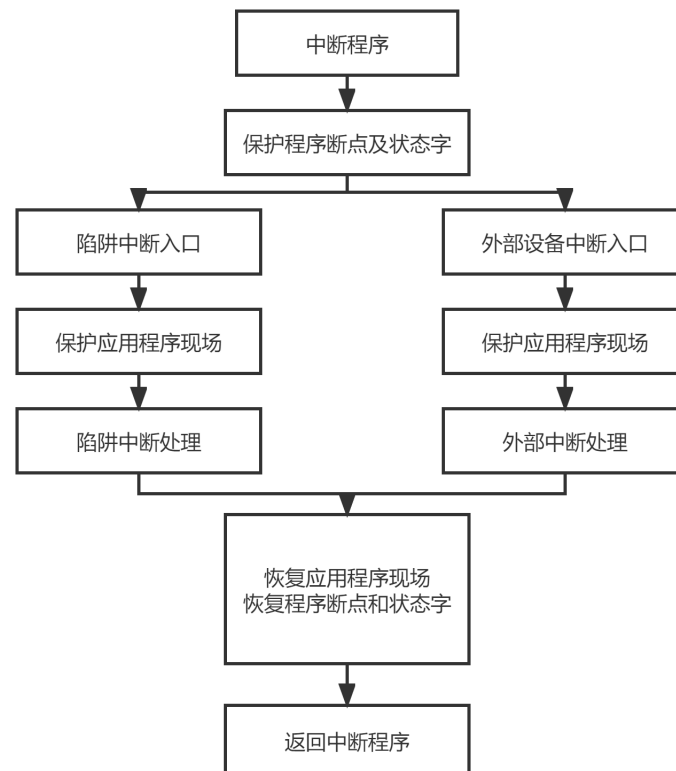 中断程序
保护程序断点及状态字
陷阱中断入口
外部设备中断入口
保护应用程序现场
保护应用程序现场
陷阱中断处理
外部中断处理
恢复应用程序现场
恢复程序断点和状态字
返回中断程序